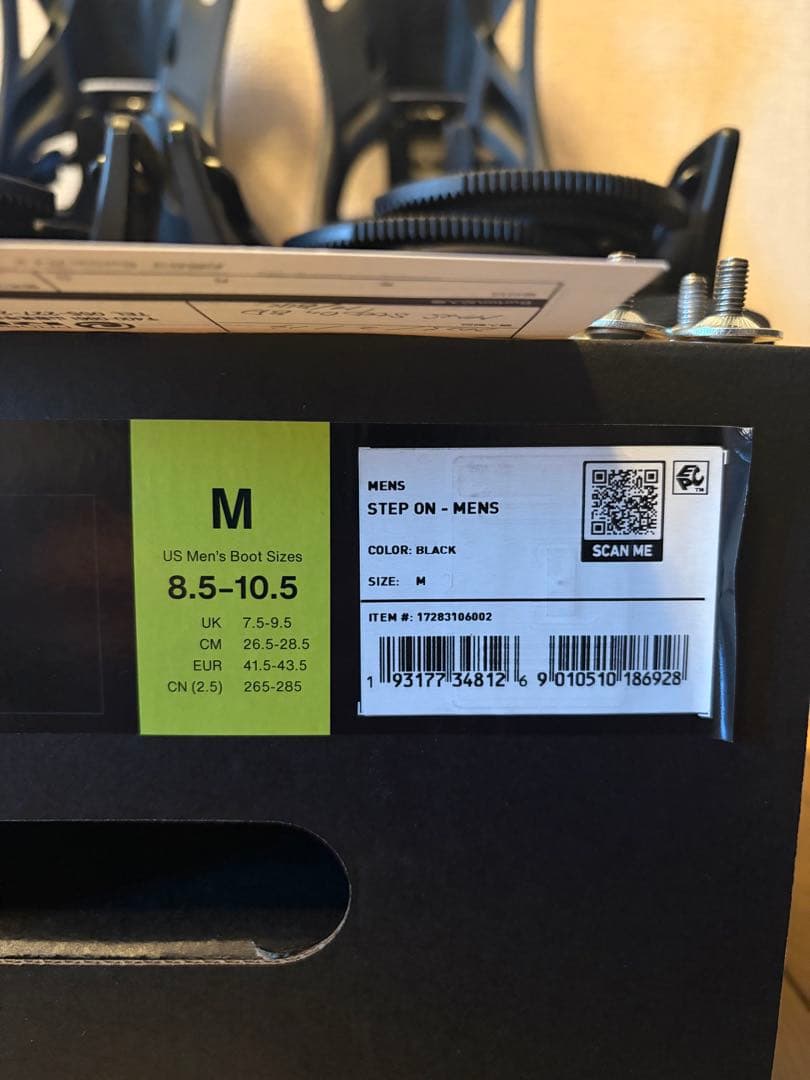 M
US Men's Boot Sizes
8.5-10.5
UK 7.5-9.5
CM 26.5-28.5
EUR 41.5-43.5
CN (2.5) 265-285
MENS
STEP ON - MENS
COLOR: BLACK
SIZE: M
SCAN ME
EPC™
ITEM #: 17283106002
1 93177 34812 6
9 010510 186928